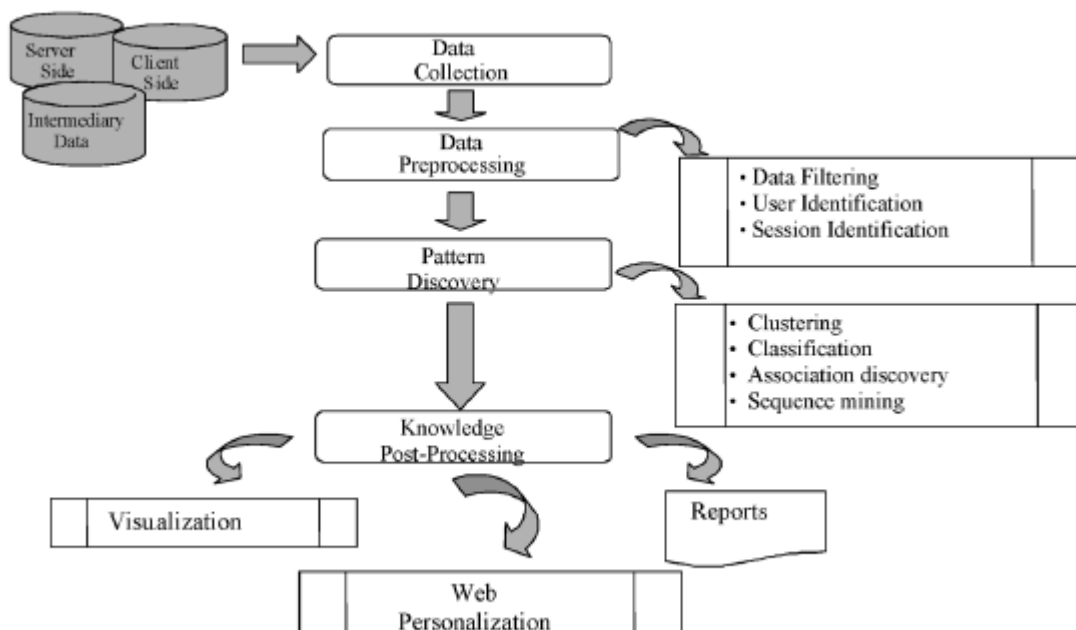 Server
Side
Client
Side
Intermediary
Data
Data
Collection
Data
Preprocessing
• Data Filtering
• User Identification
• Session Identification
Pattern
Discovery
• Clustering
• Classification
• Association discovery
• Sequence mining
Knowledge
Post-Processing
Visualization
Reports
Web
Personalization